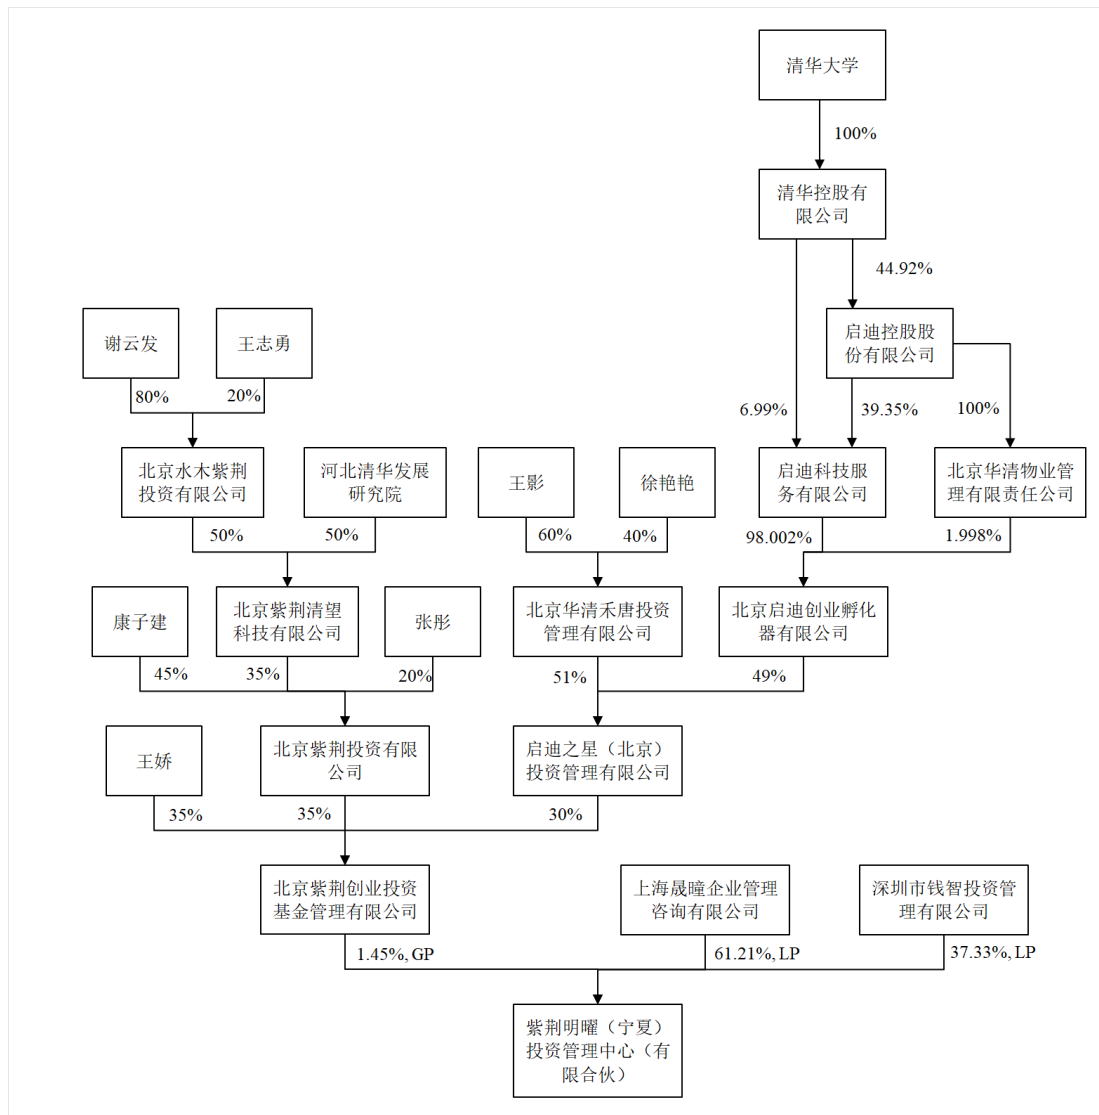 清华大学
100%
清华控股有
限公司
44.92%
谢云发
王志勇
启迪控股股
份有限公司
80%
20%
6.99%
39.35%
100%
北京水木紫荆
投资有限公司
河北清华发展
研究院
王影
徐艳艳
启迪科技服
务有限公司
北京华清物业管
理有限责任公司
50%
50%
60%
40%
98.002%
1.998%
康子建
北京紫荆清望
科技有限公司
张彤
北京华清禾唐投资
管理有限公司
北京启迪创业孵化
器有限公司
45%
35%
20%
51%
49%
王娇
北京紫荆投资有限
公司
启迪之星（北京）
投资管理有限公司
35%
35%
30%
北京紫荆创业投资
基金管理有限公司
上海晟瞳企业管理
咨询有限公司
深圳市钱智投资管
理有限公司
1.45%, GP
61.21%, LP
37.33%, LP
紫荆明曜（宁夏）
投资管理中心（有
限合伙）